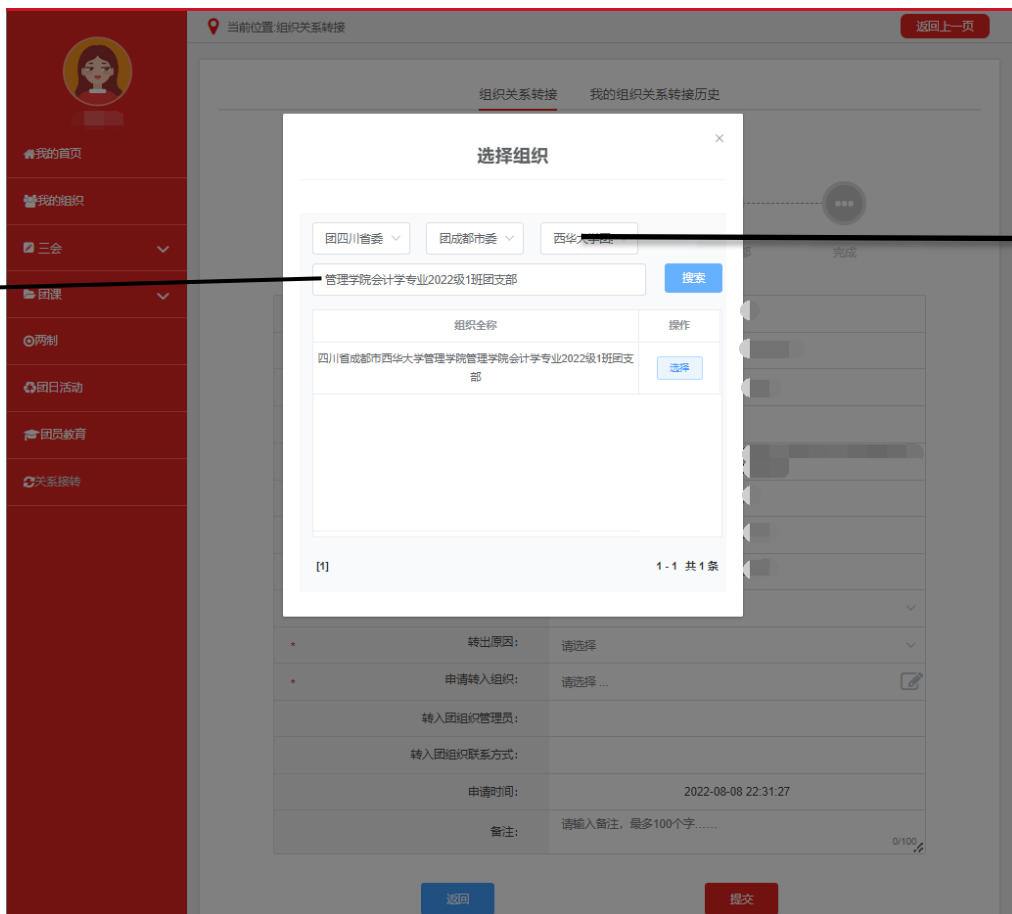 当前位置:组织关系转接
返回上一页
组织关系转接
我的组织关系转接历史
我的首页
我的组织
三会
团课
两制
团日活动
团员教育
关系接转
完成
×
选择组织
团四川省委
团成都市委
西华大学团
管理学院会计学专业2022级1班团支部
搜索
组织全称
操作
四川省成都市西华大学管理学院管理学院会计学专业2022级1班团支
部
选择
[1]
1-1 共1条
* 转出原因:
请选择
* 申请转入组织:
请选择 ...
转入团组织管理员:
转入团组织联系方式:
申请时间:
2022-08-08 22:31:27
备注:
请输入备注，最多100个字……
0/100
返回
提交